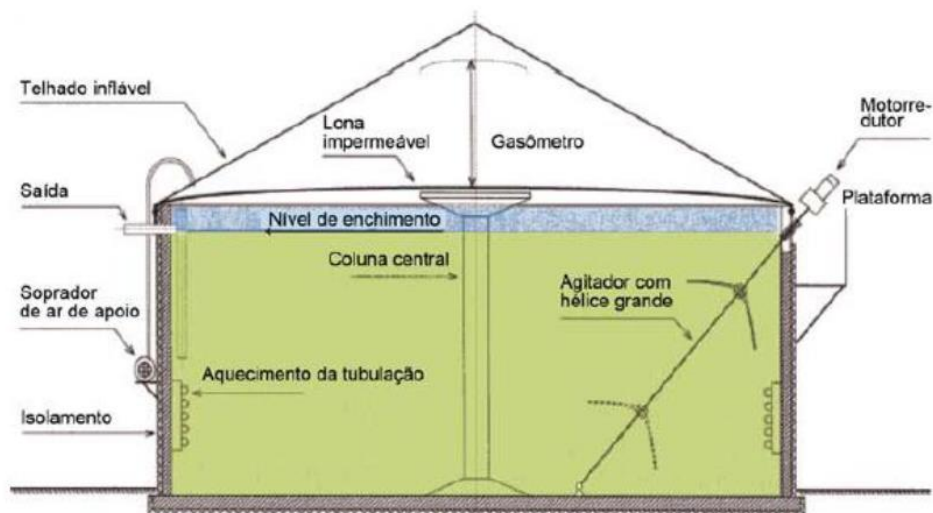 Telhado inflável
Lona
impermeável
Gasômetro
Motorre-
dutor
Saída
Plataforma
Nível de enchimento
Coluna central
Agitador com
hélice grande
Soprador
de ar de apoio
Aquecimento da tubulação
Isolamento